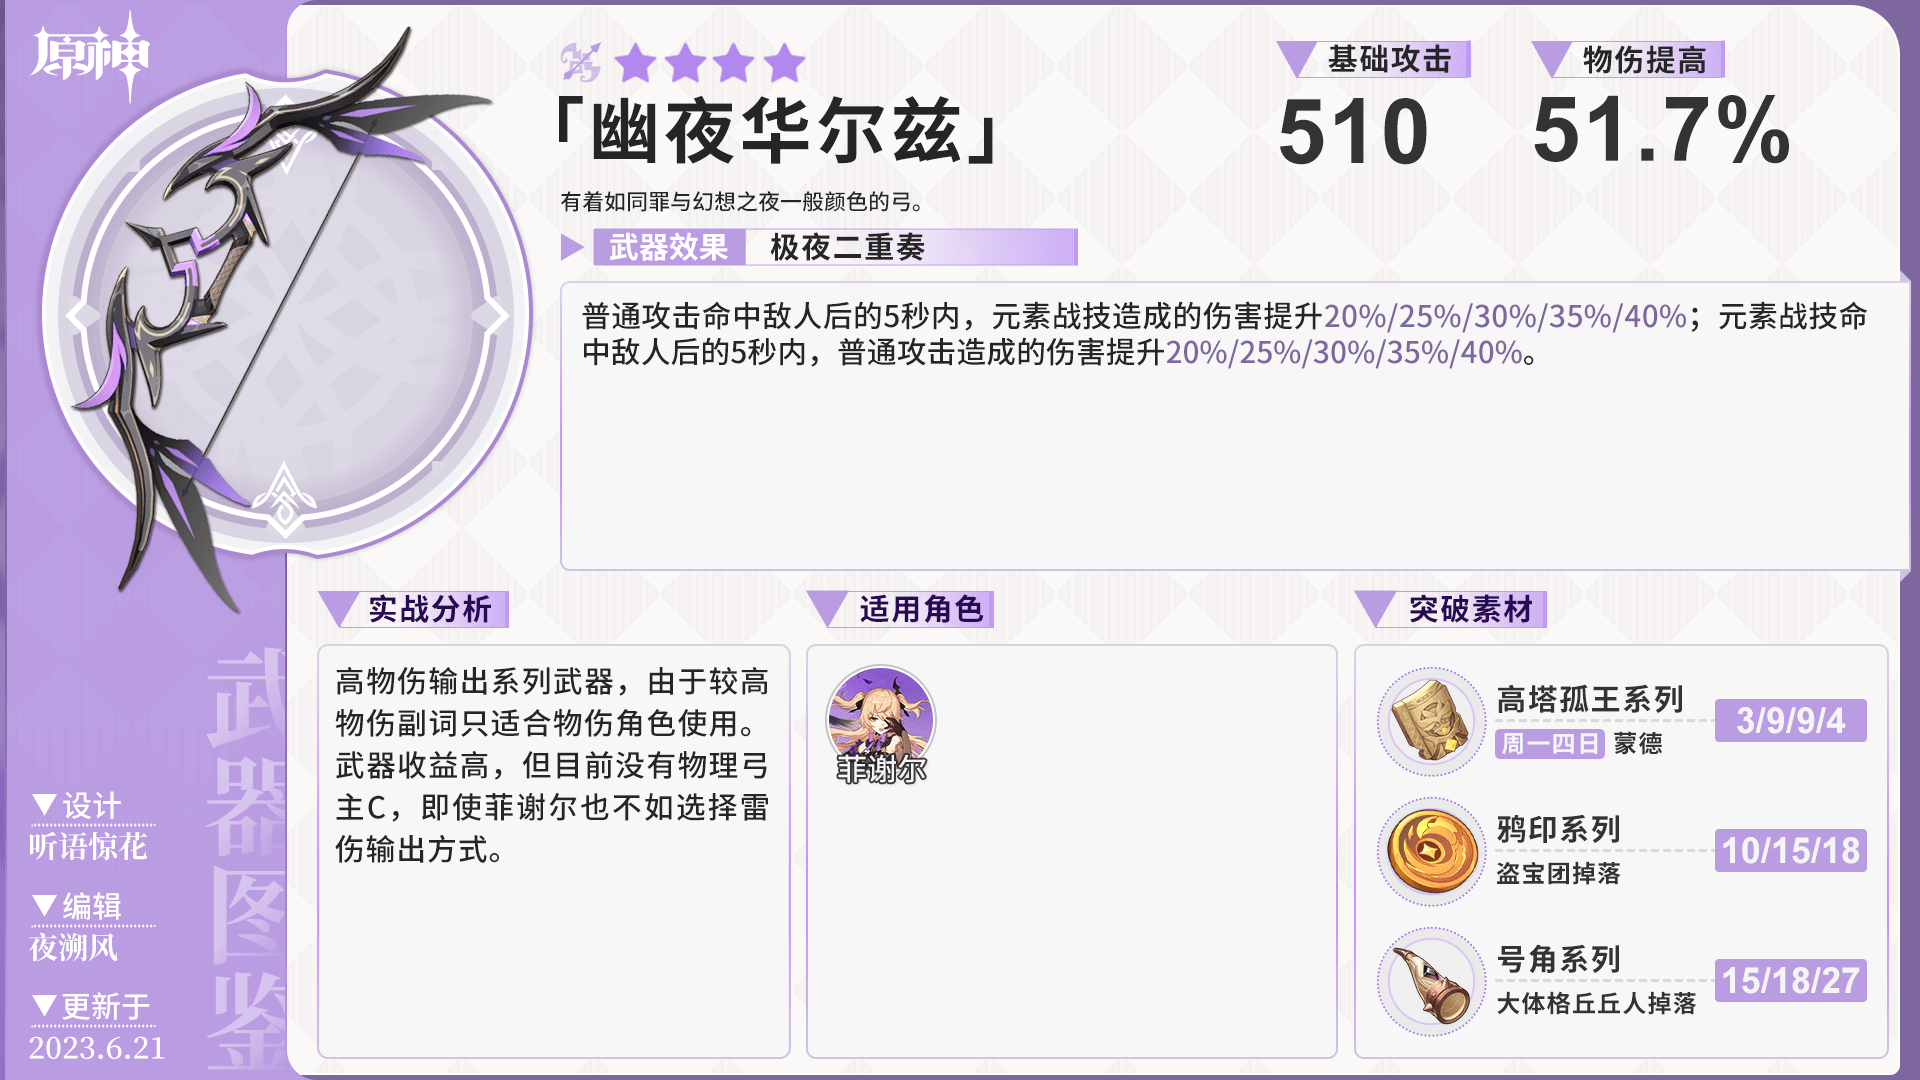 原神
「幽夜华尔兹」
基础攻击
510
物伤提高
51.7%
有着如同罪与幻想之夜一般颜色的弓。
武器效果 极夜二重奏
普通攻击命中敌人后的5秒内，元素战技造成的伤害提升20%/25%/30%/35%/40%；元素战技命
中敌人后的5秒内，普通攻击造成的伤害提升20%/25%/30%/35%/40%。
实战分析
高物伤输出系列武器，由于较高
物伤副词只适合物伤角色使用。
武器收益高，但目前没有物理弓
主C，即使菲谢尔也不如选择雷
伤输出方式。
适用角色
菲谢尔
突破素材
高塔孤王系列
周一四日 蒙德
3/9/9/4
鸦印系列
盗宝团掉落
10/15/18
号角系列
大体格丘丘人掉落
15/18/27
武器图鉴
▼设计
听语惊花
▼编辑
夜溯风
▼更新于
2023.6.21